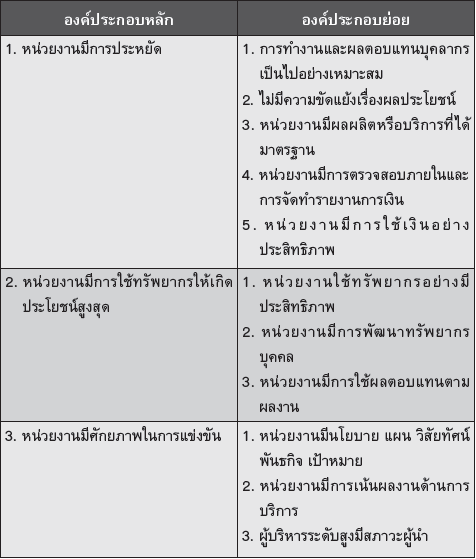 องค์ประกอบหลัก
องค์ประกอบย่อย
1. หน่วยงานมีการประหยัด
1. การทำงานและผลตอบแทนบุคลากร
เป็นไปอย่างเหมาะสม
2. ไม่มีความขัดแย้งเรื่องผลประโยชน์
3. หน่วยงานมีผลผลิตหรือบริการที่ได้
มาตรฐาน
4. หน่วยงานมีการตรวจสอบภายในและ
การจัดทำรายงานการเงิน
5. หน่วยงานมีการใช้เงินอย่าง
ประสิทธิภาพ
2. หน่วยงานมีการใช้ทรัพยากรให้เกิด
ประโยชน์สูงสุด
1. หน่วยงานใช้ทรัพยากรอย่างมี
ประสิทธิภาพ
2. หน่วยงานมีการพัฒนาทรัพยากร
บุคคล
3. หน่วยงานมีการใช้ผลตอบแทนตาม
ผลงาน
3. หน่วยงานมีศักยภาพในการแข่งขัน
1. หน่วยงานมีนโยบาย แผน วิสัยทัศน์
พันธกิจ เป้าหมาย
2. หน่วยงานมีการเน้นผลงานด้านการ
บริการ
3. ผู้บริหารระดับสูงมีสภาวะผู้นำ